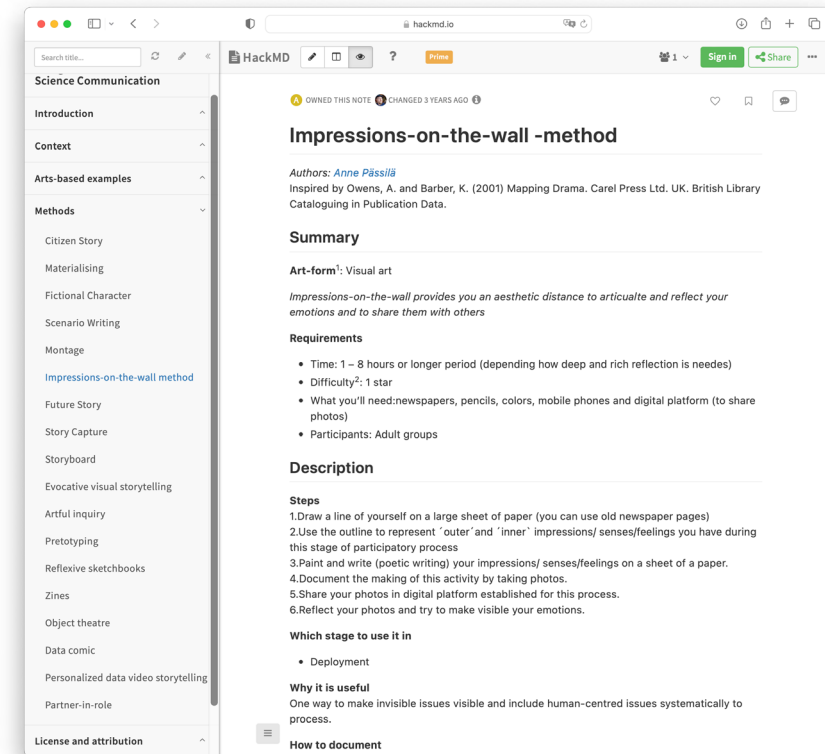 hackmd.io
Search title...
HackMD
?
Prime
1
Sign in
Share
Science Communication
Introduction
Context
Arts-based examples
Methods
Citizen Story
Materialising
Fictional Character
Scenario Writing
Montage
Impressions-on-the-wall method
Future Story
Story Capture
Storyboard
Evocative visual storytelling
Artful inquiry
Pretotyping
Reflexive sketchbooks
Zines
Object theatre
Data comic
Personalized data video storytelling
Partner-in-role
License and attribution
A OWNED THIS NOTE CHANGED 3 YEARS AGO
Impressions-on-the-wall -method
Authors: Anne Pässilä
Inspired by Owens, A. and Barber, K. (2001) Mapping Drama. Carel Press Ltd. UK. British Library
Cataloguing in Publication Data.
Summary
Art-form1: Visual art
Impressions-on-the-wall provides you an aesthetic distance to articualte and reflect your
emotions and to share them with others
Requirements
• Time: 1 – 8 hours or longer period (depending how deep and rich reflection is needes)
• Difficulty2: 1 star
• What you'll need:newspapers, pencils, colors, mobile phones and digital platform (to share
photos)
• Participants: Adult groups
Description
Steps
1.Draw a line of yourself on a large sheet of paper (you can use old newspaper pages)
2.Use the outline to represent ´outer´and ´inner` impressions/ senses/feelings you have during
this stage of participatory process
3.Paint and write (poetic writing) your impressions/ senses/feelings on a sheet of a paper.
4.Document the making of this activity by taking photos.
5.Share your photos in digital platform established for this process.
6.Reflect your photos and try to make visible your emotions.
Which stage to use it in
• Deployment
Why it is useful
One way to make invisible issues visible and include human-centred issues systematically to
process.
How to document